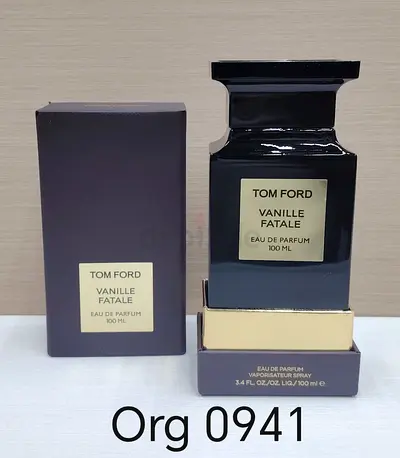 TOM FORD
VANILLE
FATALE
EAU DE PARFUM
100 ML
TOM FORD
VANILLE
FATALE
EAU DE PARFUM
100 ML
EAU DE PARFUM
VAPORISATEUR SPRAY
3.4 FL. OZ./OZ. LIQ./100 ml ℮
Org 0941